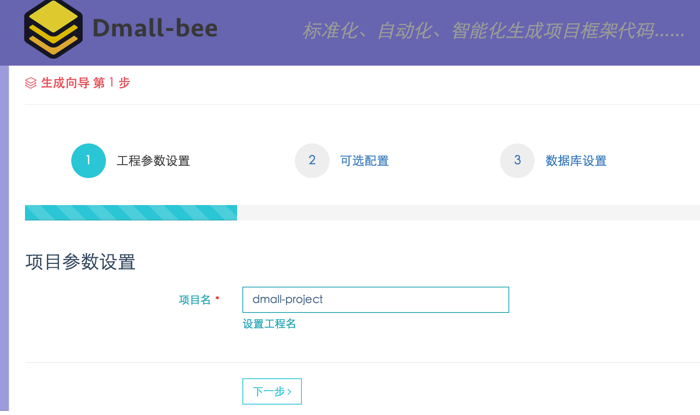 Dmall-bee 标准化、自动化、智能化生成项目框架代码......
生成向导 第 1 步
1 工程参数设置 2 可选配置 3 数据库设置
项目参数设置
项目名 * dmall-project
设置工程名
下一步 ›